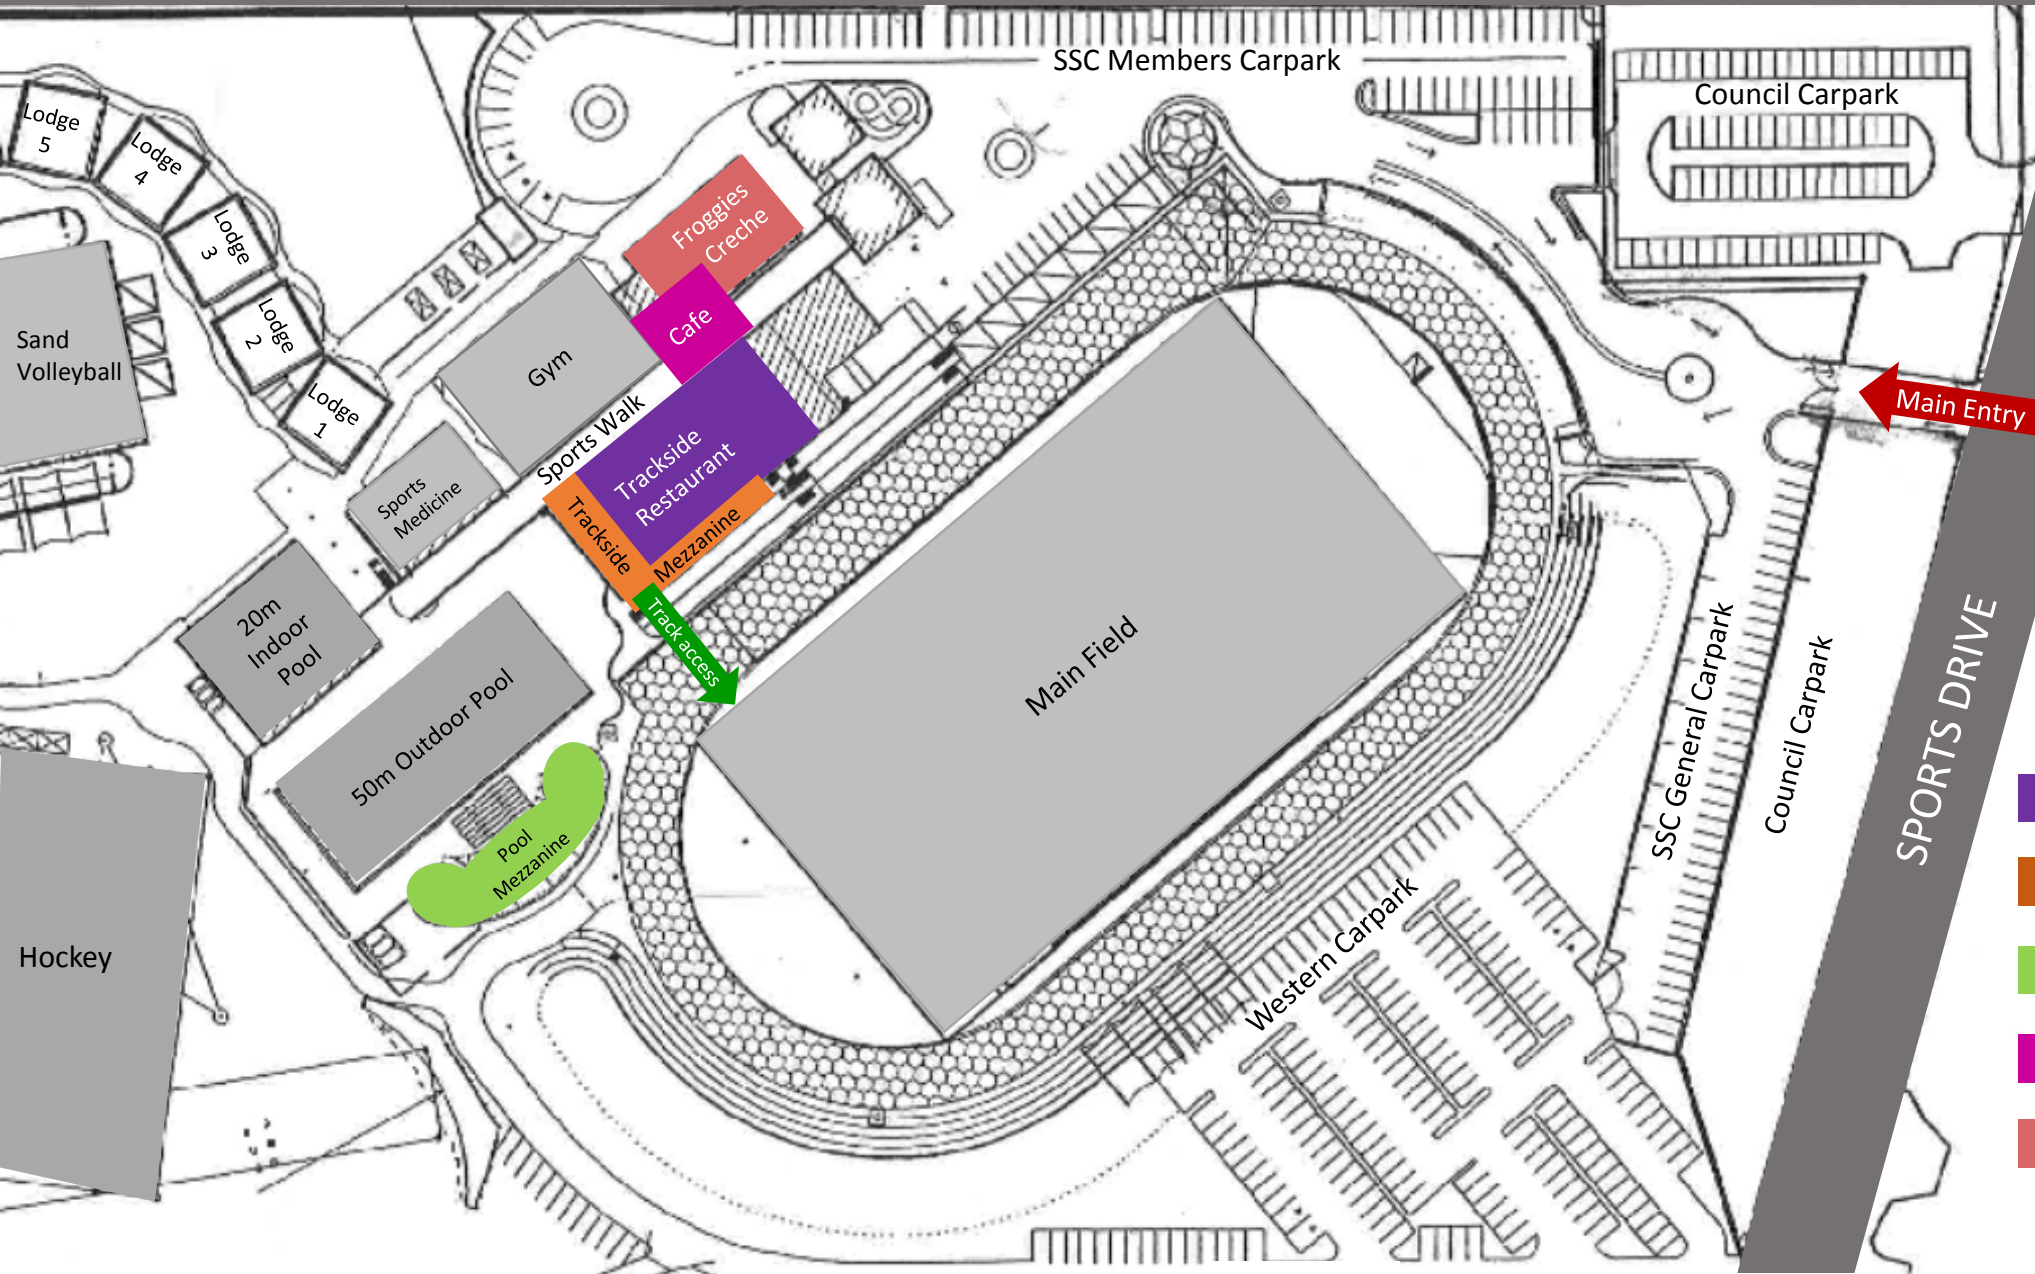 SSC Members Carpark
Council Carpark
Lodge
5
Lodge
4
Lodge
3
Lodge
2
Lodge
1
Froggies
Creche
Cafe
Gym
Sand
Volleyball
Sports Walk
Trackside
Restaurant
Trackside
Mezzanine
Sports
Medicine
Main Entry
Track access
20m
Indoor
Pool
50m Outdoor Pool
Main Field
Pool
Mezzanine
Hockey
Western Carpark
SSC General Carpark
Council Carpark
SPORTS DRIVE